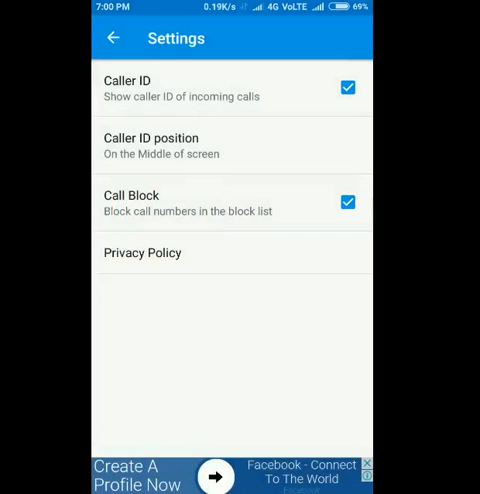 7:00 PM 0.19K/s 4G VoLTE 69%
Settings
Caller ID
Show caller ID of incoming calls
Caller ID position
On the Middle of screen
Call Block
Block call numbers in the block list
Privacy Policy
Create A
Profile Now
Facebook - Connect
To The World
Facebook